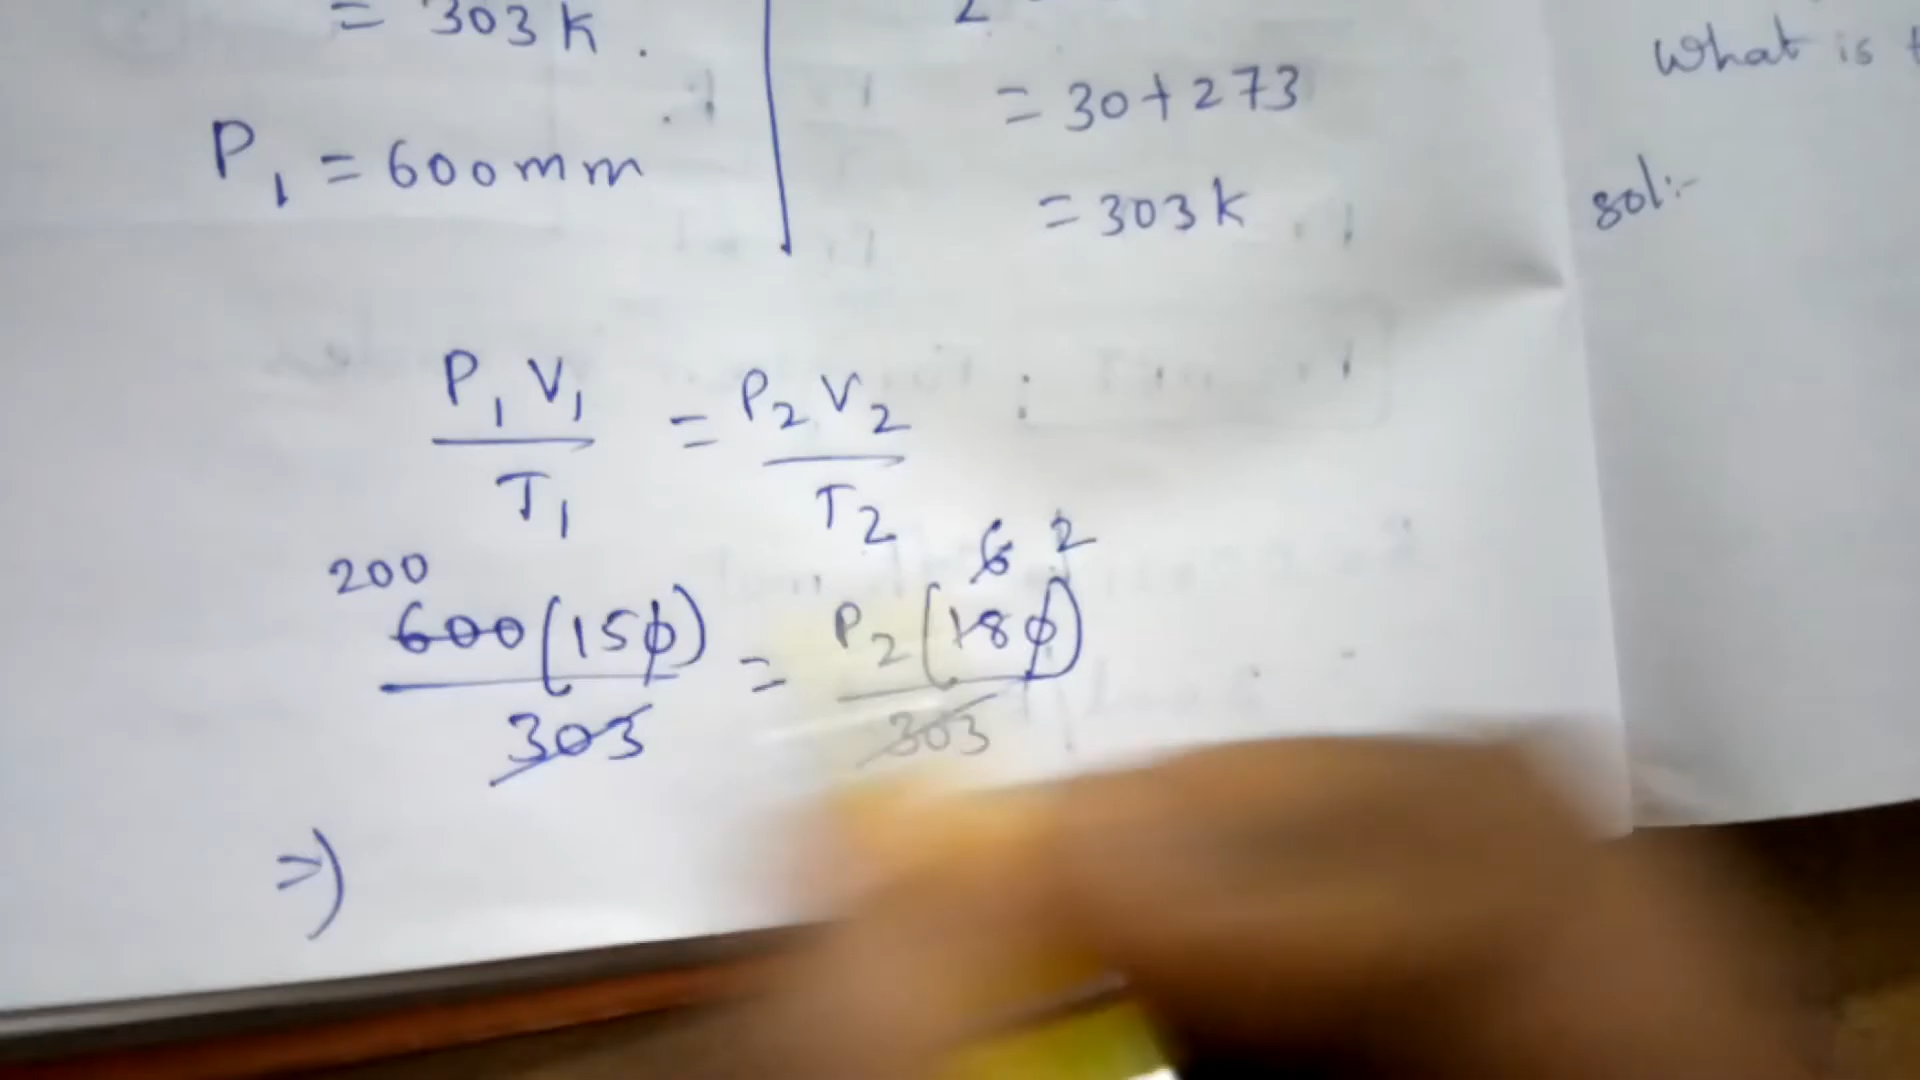 = 303 k.
P₁ = 600 mm
2
= 30 + 273
= 303 k
What is
sol:-
P₁ V₁ / T₁ = P₂ V₂ / T₂
200 6 2
600 (150) / 303 = P₂ (180) / 303
=>